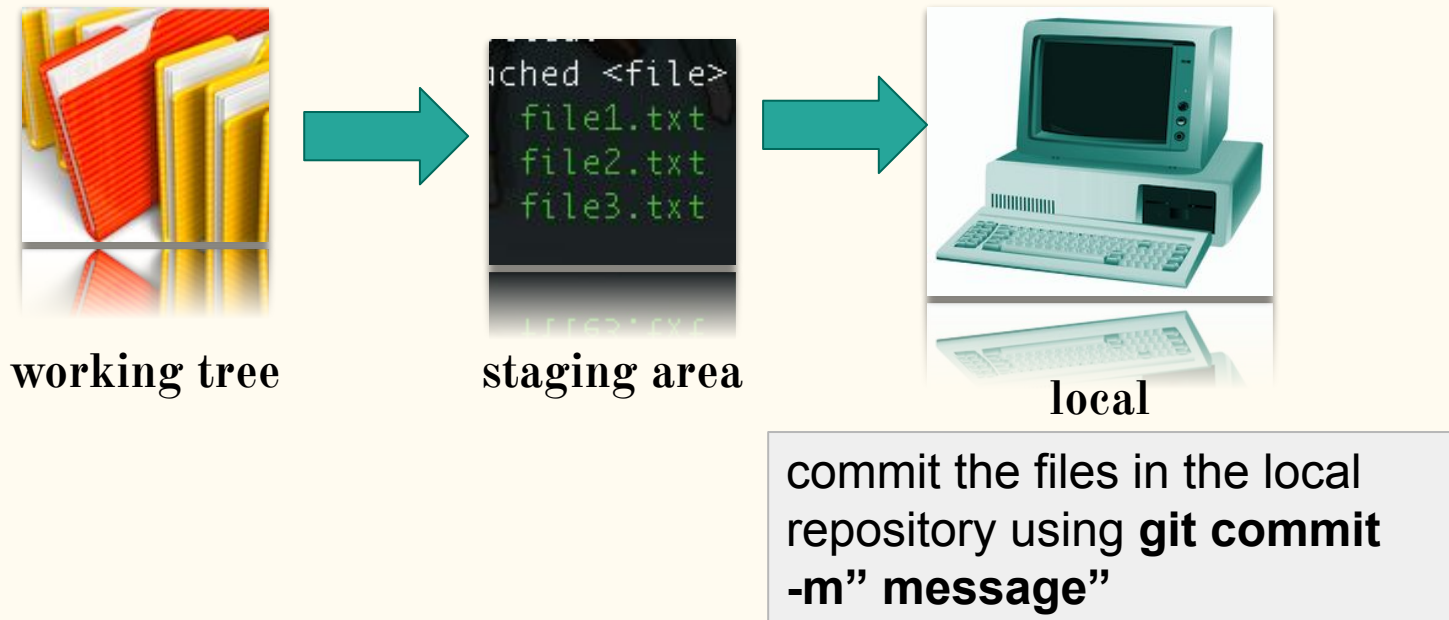 ached <file>
file1.txt
file2.txt
file3.txt
working tree
staging area
local
commit the files in the local
repository using git commit
-m” message”